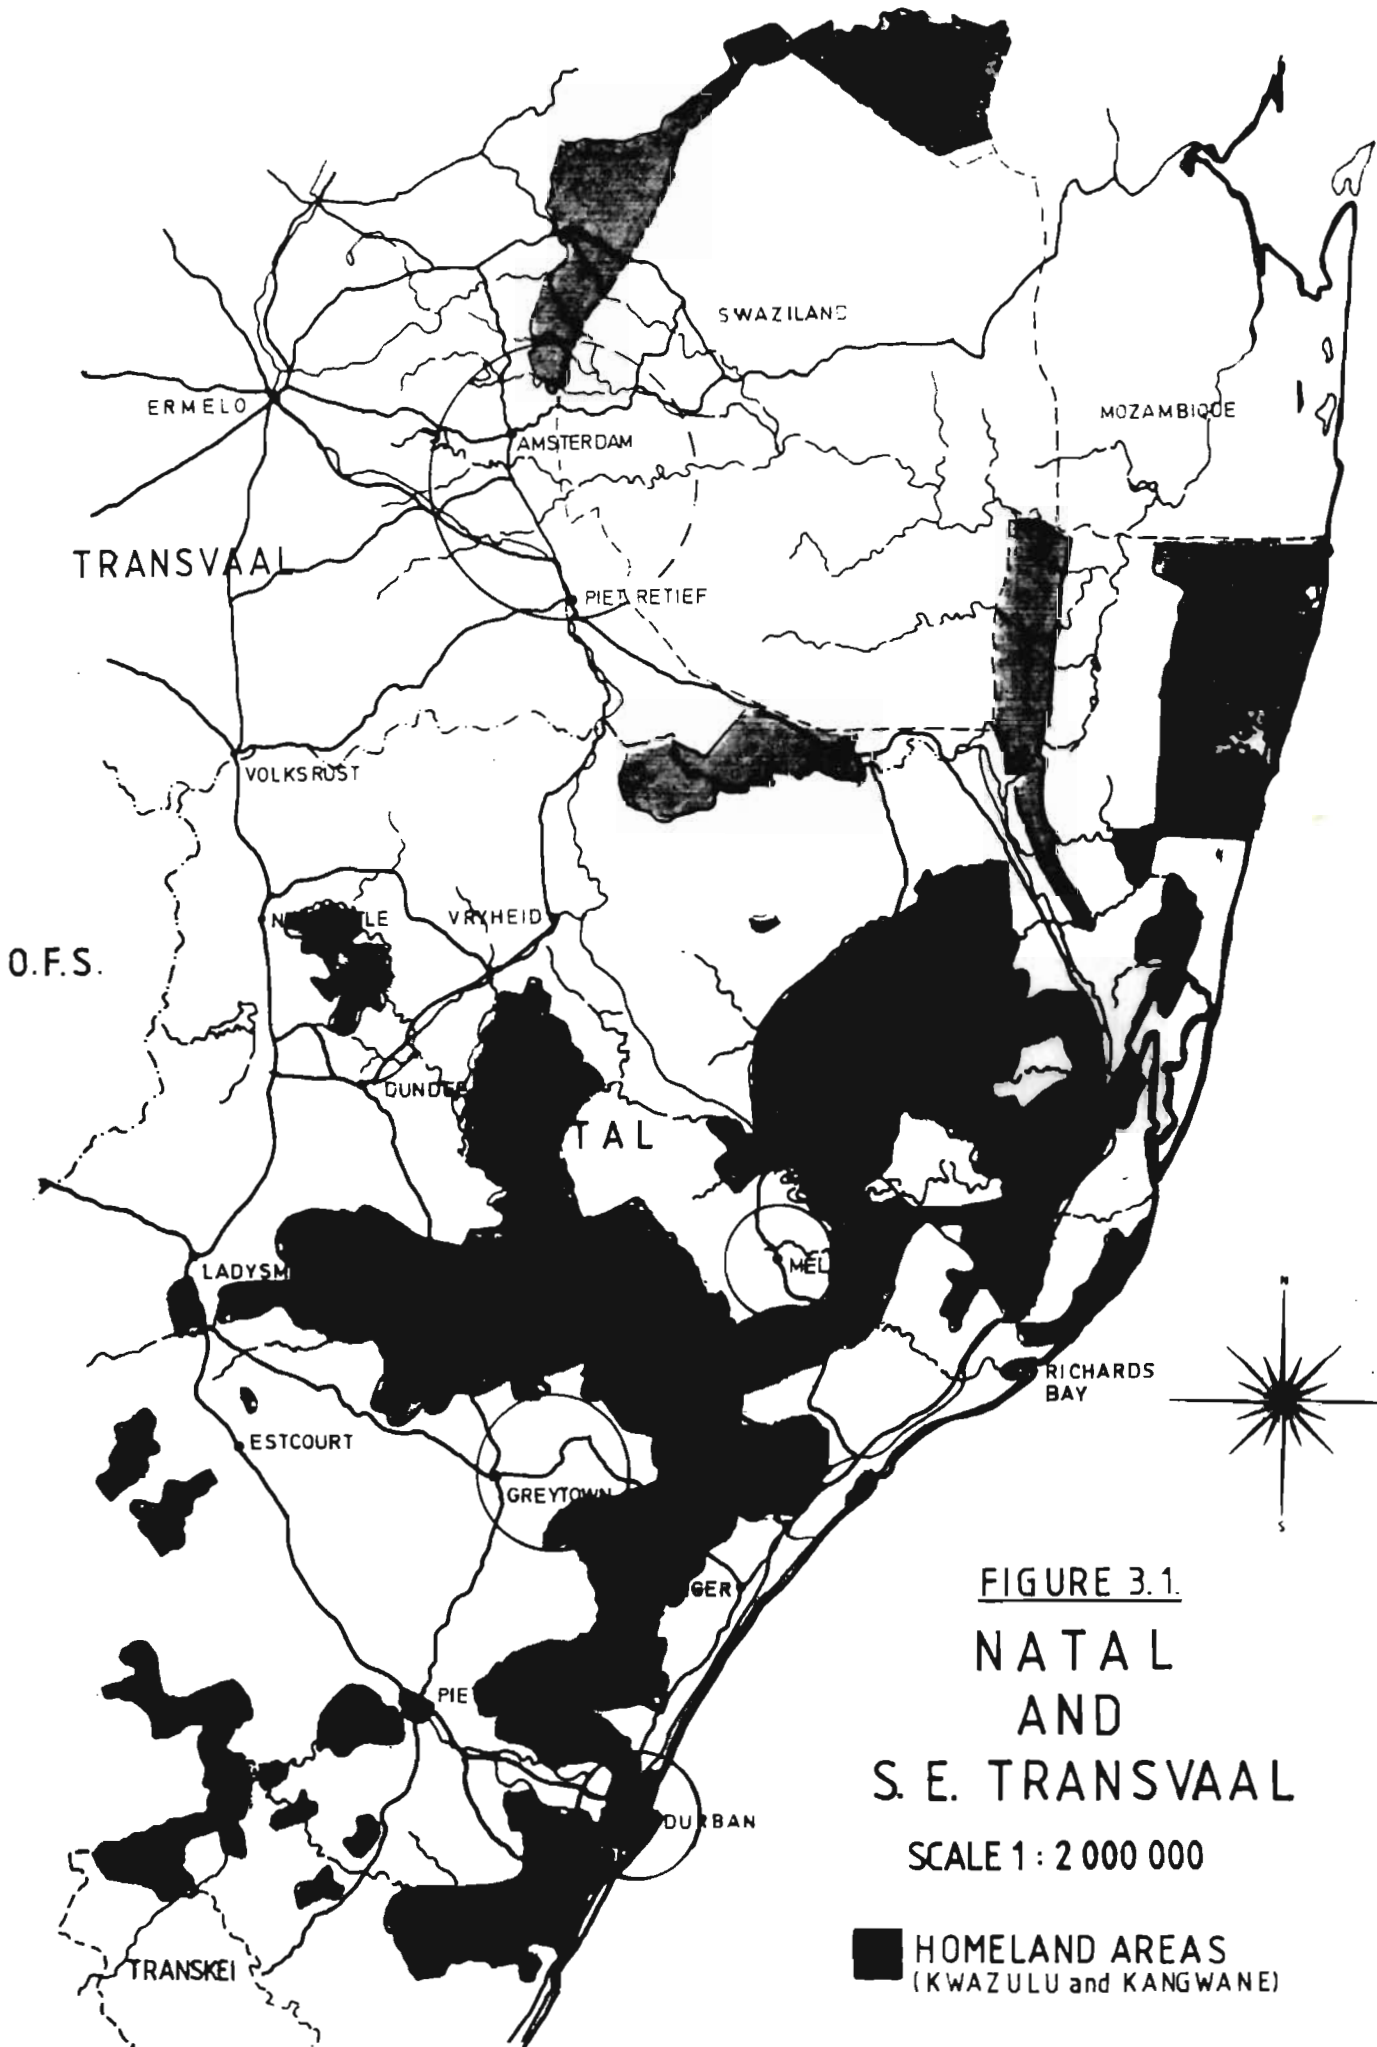 SWAZILAND
ERMELO
MOZAMBIQUE
AMSTERDAM
TRANSVAAL
PIET RETIEF
VOLKSRUST
VRYHEID
O.F.S.
DUNDEE
TAL
LADYSM
MEL
RICHARDS
BAY
ESTCOURT
GREYTOWN
GER
PIE
DURBAN
TRANSKEI
N
S
FIGURE 3.1.
NATAL
AND
S. E. TRANSVAAL
SCALE 1 : 2 000 000
HOMELAND AREAS
(KWAZULU and KANGWANE)